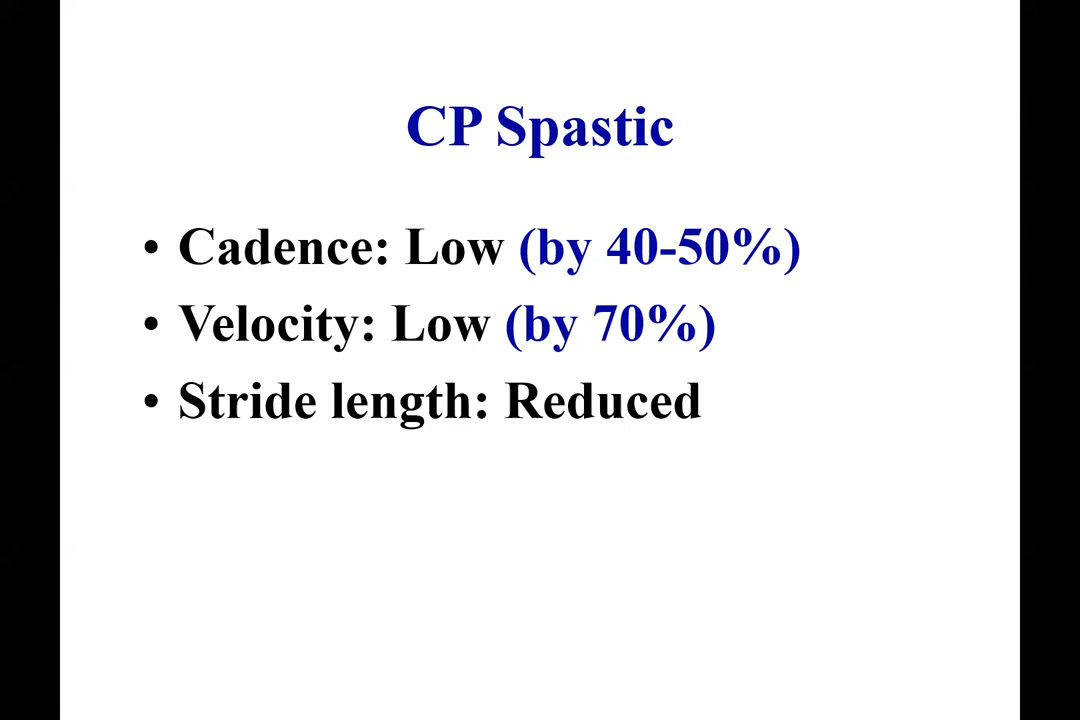 CP Spastic
• Cadence: Low (by 40-50%)
• Velocity: Low (by 70%)
• Stride length: Reduced